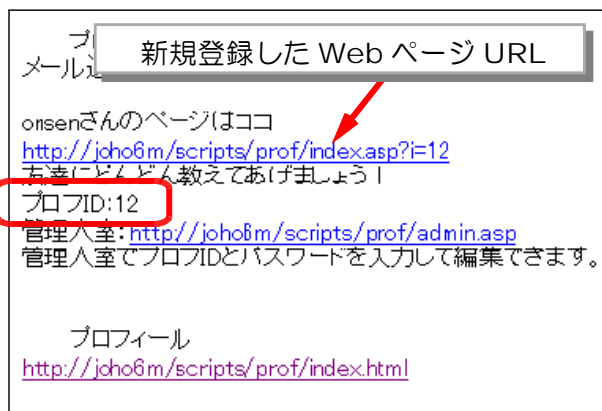 新規登録した Web ページ URL
プ
メール
onsenさんのページはココ
http://joho6m/scripts/prof/index.asp?i=12
友達にどんどん教えてあげましょう！
プロフID:12
管理人室:http://joho6m/scripts/prof/admin.asp
管理人室でプロフIDとパスワードを入力して編集できます。
プロフィール
http://joho6m/scripts/prof/index.html